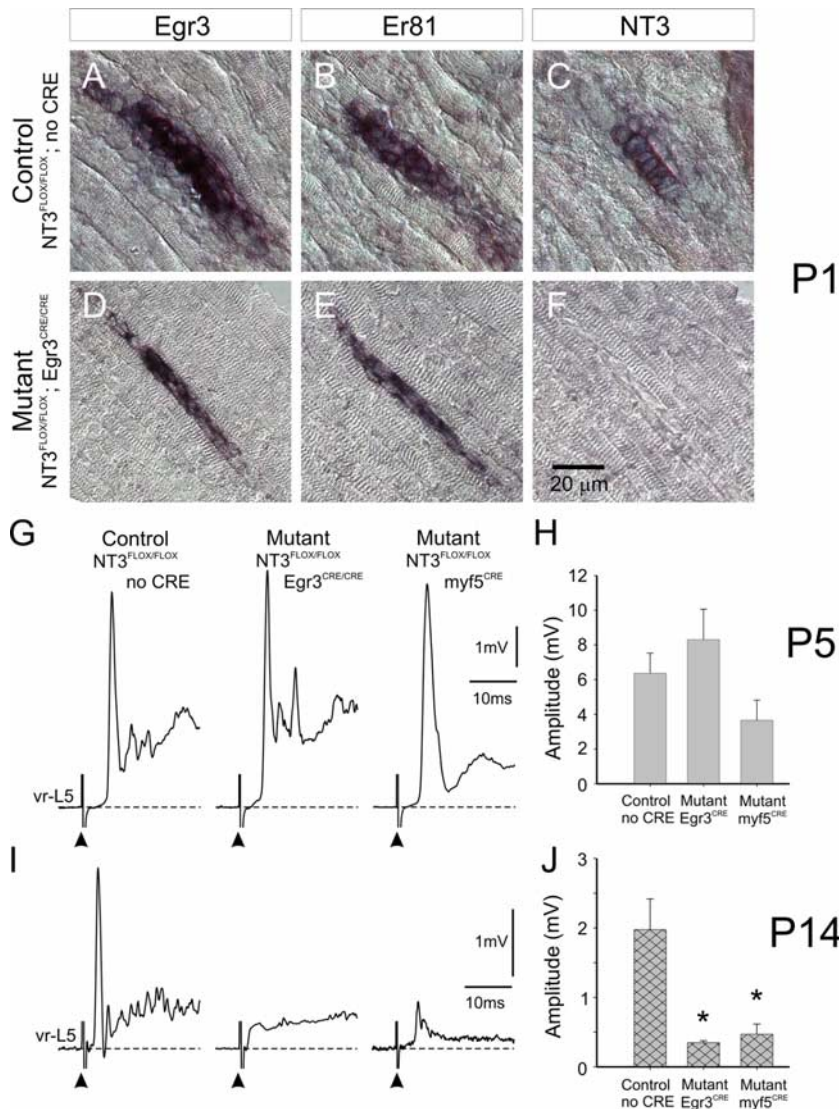 Egr3
Er81
NT3
Control
NT3FLOX/FLOX ; no CRE
A
B
C
P1
Mutant
NT3FLOX/FLOX ; Egr3CRE/CRE
D
E
F
20 µm
G
Control
NT3FLOX/FLOX
no CRE
Mutant
NT3FLOX/FLOX
Egr3CRE/CRE
Mutant
NT3FLOX/FLOX
myf5CRE
1mV
10ms
vr-L5
H
P5
Amplitude (mV)
12
10
8
6
4
2
0
Control
no CRE
Mutant
Egr3CRE
Mutant
myf5CRE
I
1mV
10ms
vr-L5
J
P14
Amplitude (mV)
3
2
1
0
*
*
Control
no CRE
Mutant
Egr3CRE
Mutant
myf5CRE